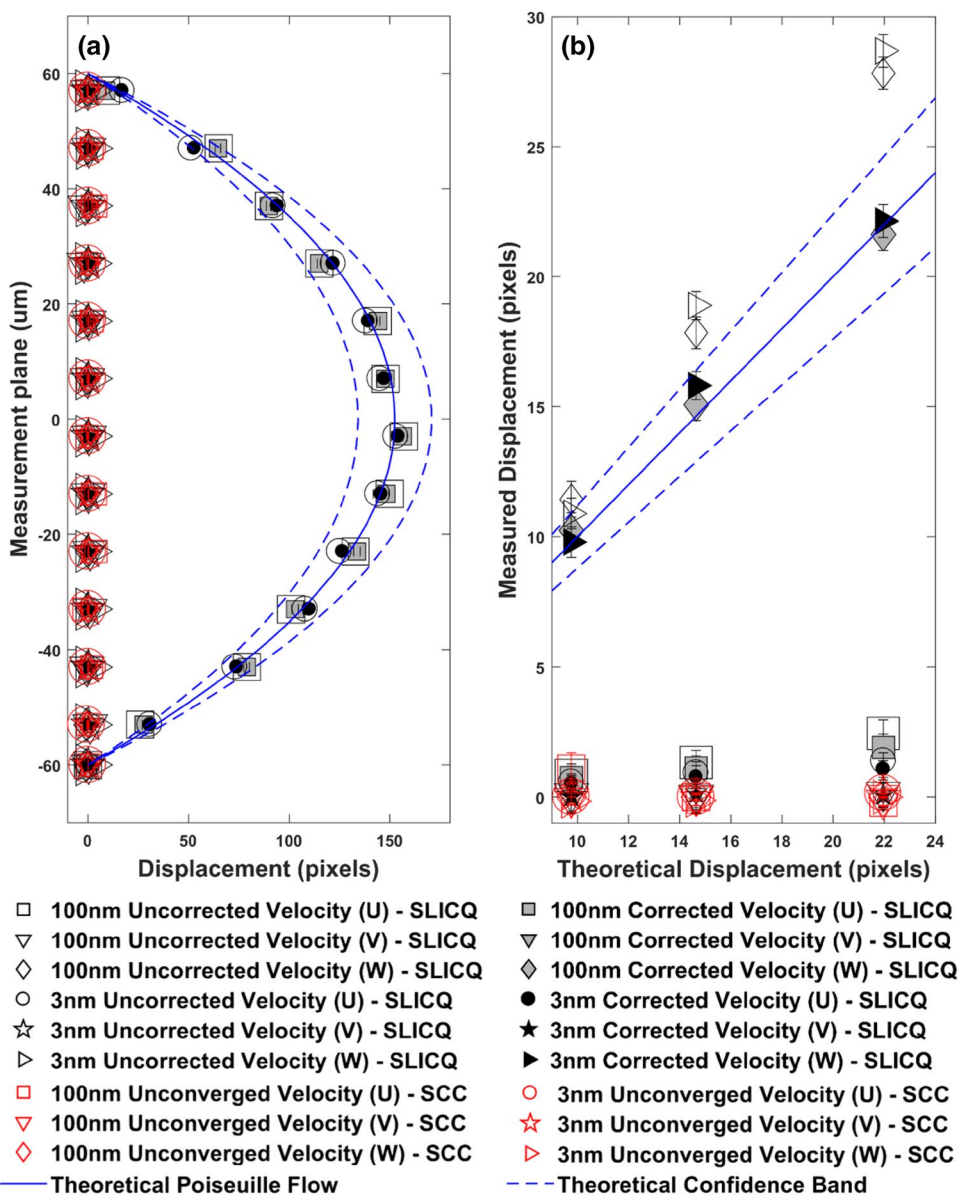 (a)
60
40
20
0
-20
-40
-60
Measurement plane (um)
0 50 100 150
Displacement (pixels)
(b)
30
25
20
15
10
5
0
Measured Displacement (pixels)
10 12 14 16 18 20 22 24
Theoretical Displacement (pixels)
100nm Uncorrected Velocity (U) - SLICQ
100nm Uncorrected Velocity (V) - SLICQ
100nm Uncorrected Velocity (W) - SLICQ
3nm Uncorrected Velocity (U) - SLICQ
3nm Uncorrected Velocity (V) - SLICQ
3nm Uncorrected Velocity (W) - SLICQ
100nm Unconverged Velocity (U) - SCC
100nm Unconverged Velocity (V) - SCC
100nm Unconverged Velocity (W) - SCC
Theoretical Poiseuille Flow
100nm Corrected Velocity (U) - SLICQ
100nm Corrected Velocity (V) - SLICQ
100nm Corrected Velocity (W) - SLICQ
3nm Corrected Velocity (U) - SLICQ
3nm Corrected Velocity (V) - SLICQ
3nm Corrected Velocity (W) - SLICQ
3nm Unconverged Velocity (U) - SCC
3nm Unconverged Velocity (V) - SCC
3nm Unconverged Velocity (W) - SCC
Theoretical Confidence Band